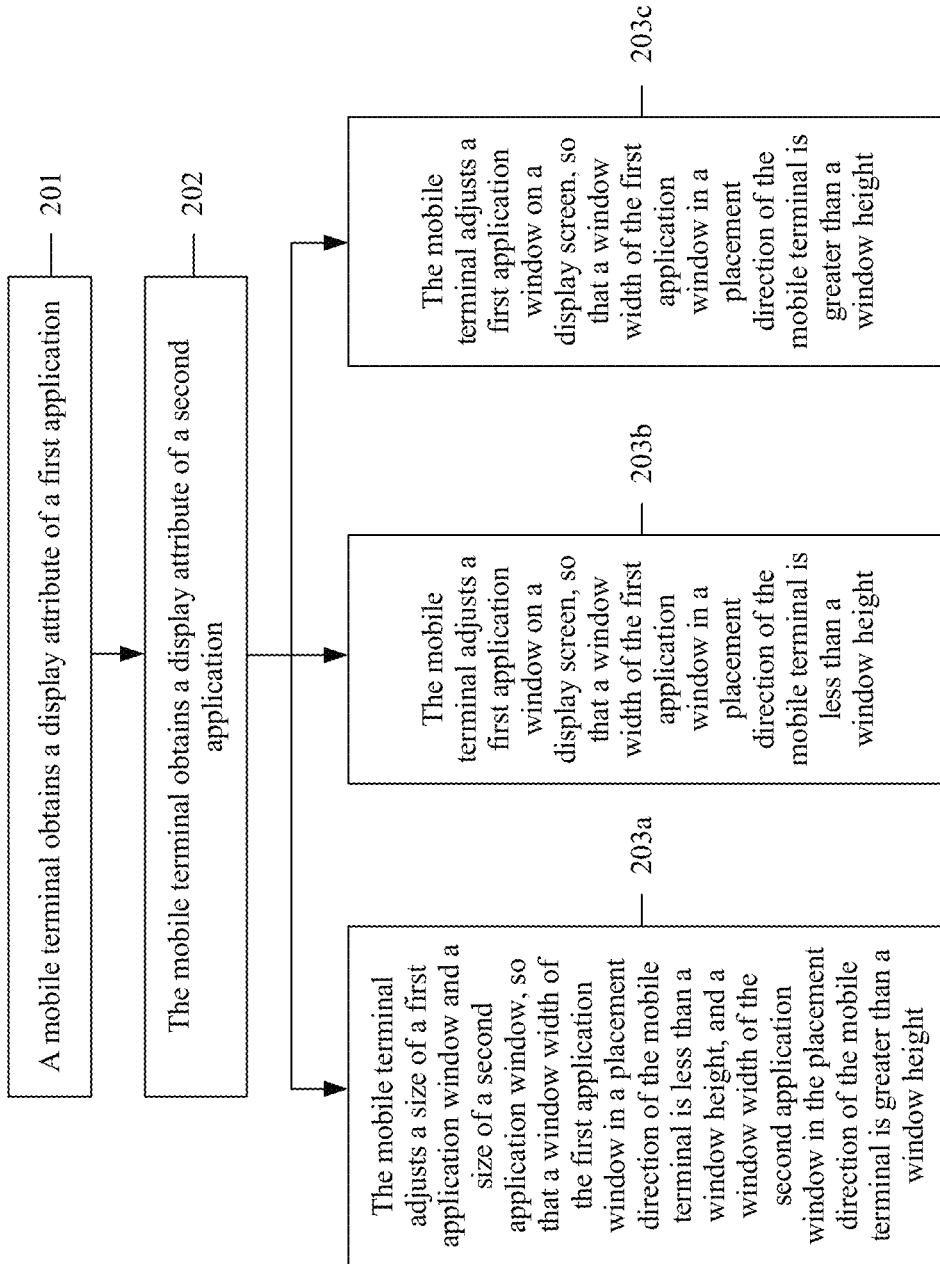 A mobile terminal obtains a display attribute of a first application
201
The mobile terminal obtains a display attribute of a second
application
202
The mobile terminal
adjusts a size of a first
application window and a
size of a second
application window, so
that a window width of
the first application
window in a placement
direction of the mobile
terminal is less than a
window height, and a
window width of the
second application
window in the placement
direction of the mobile
terminal is greater than a
window height
203a
The mobile
terminal adjusts a
first application
window on a
display screen, so
that a window
width of the first
application
window in a
placement
direction of the
mobile terminal is
less than a
window height
203b
The mobile
terminal adjusts a
first application
window on a
display screen, so
that a window
width of the first
application
window in a
placement
direction of the
mobile terminal is
greater than a
window height
203c